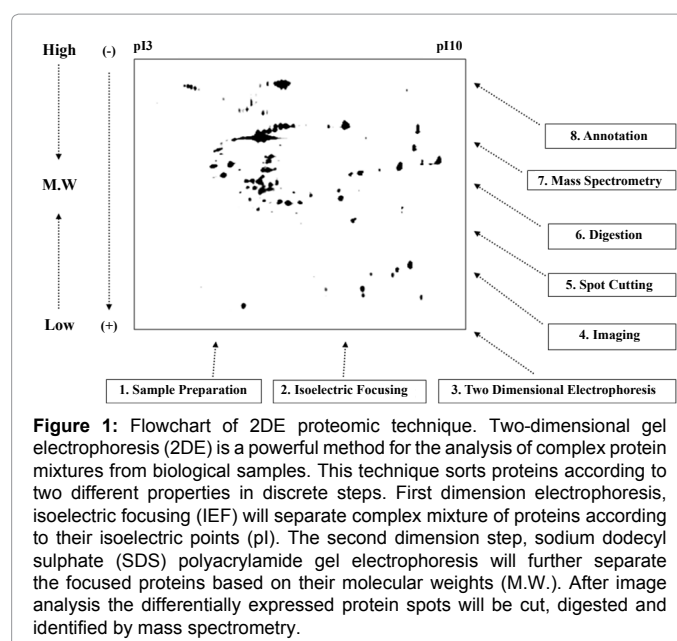 High (-) pI3 pI10
8. Annotation
7. Mass Spectrometry
M.W
6. Digestion
5. Spot Cutting
Low (+)
4. Imaging
1. Sample Preparation 2. Isoelectric Focusing 3. Two Dimensional Electrophoresis
Figure 1: Flowchart of 2DE proteomic technique. Two-dimensional gel
electrophoresis (2DE) is a powerful method for the analysis of complex protein
mixtures from biological samples. This technique sorts proteins according to
two different properties in discrete steps. First dimension electrophoresis,
isoelectric focusing (IEF) will separate complex mixture of proteins according
to their isoelectric points (pI). The second dimension step, sodium dodecyl
sulphate (SDS) polyacrylamide gel electrophoresis will further separate
the focused proteins based on their molecular weights (M.W.). After image
analysis the differentially expressed protein spots will be cut, digested and
identified by mass spectrometry.